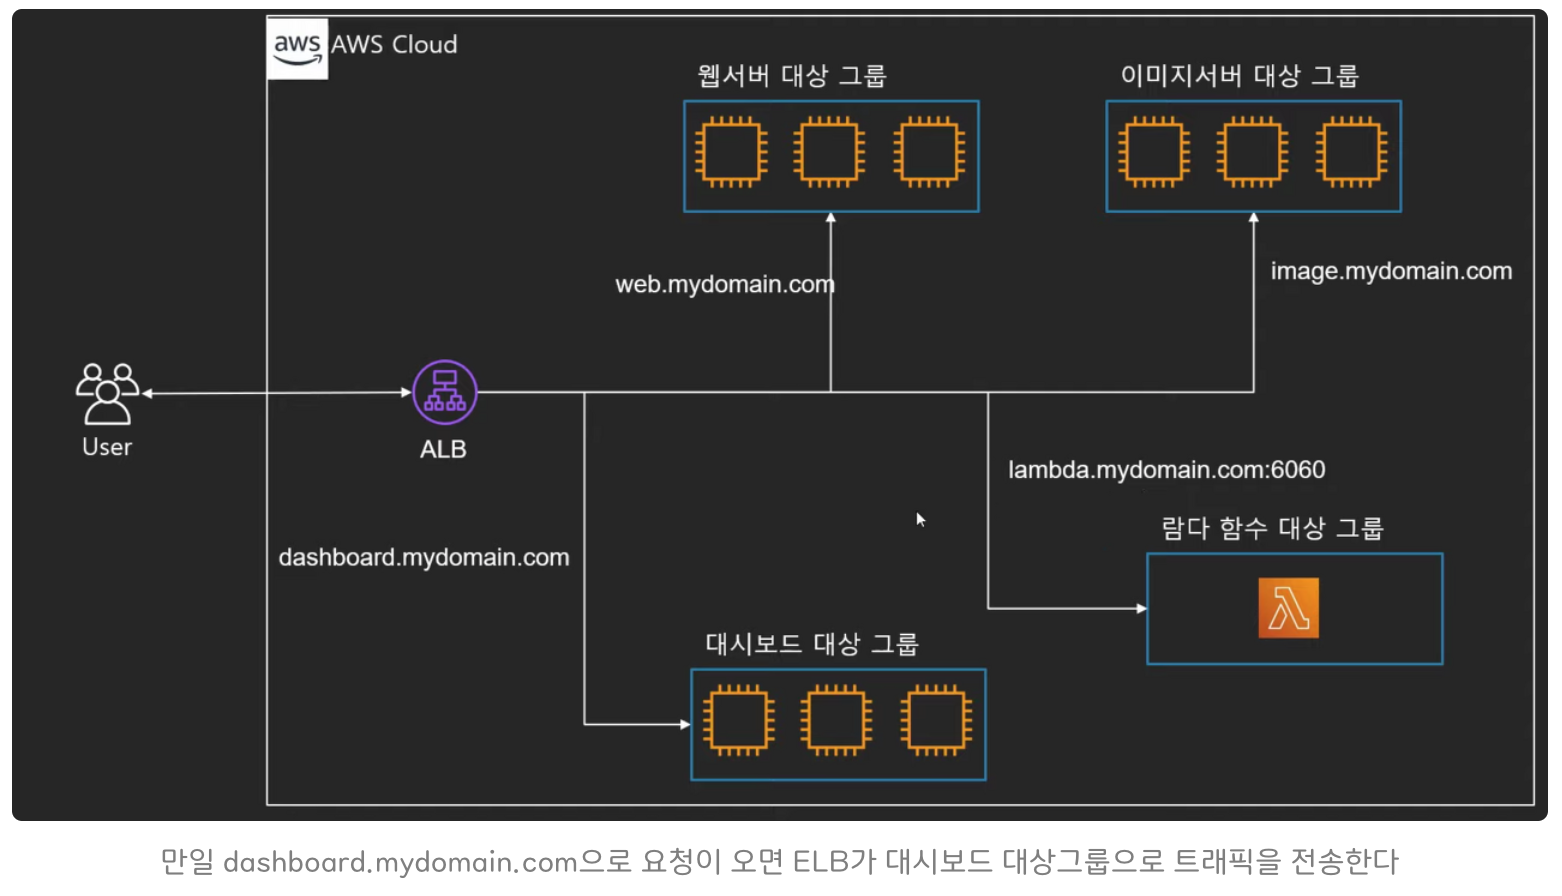 aws AWS Cloud
웹서버 대상 그룹
이미지서버 대상 그룹
web.mydomain.com
image.mydomain.com
User
ALB
lambda.mydomain.com:6060
람다 함수 대상 그룹
dashboard.mydomain.com
대시보드 대상 그룹
만일 dashboard.mydomain.com으로 요청이 오면 ELB가 대시보드 대상그룹으로 트래픽을 전송한다